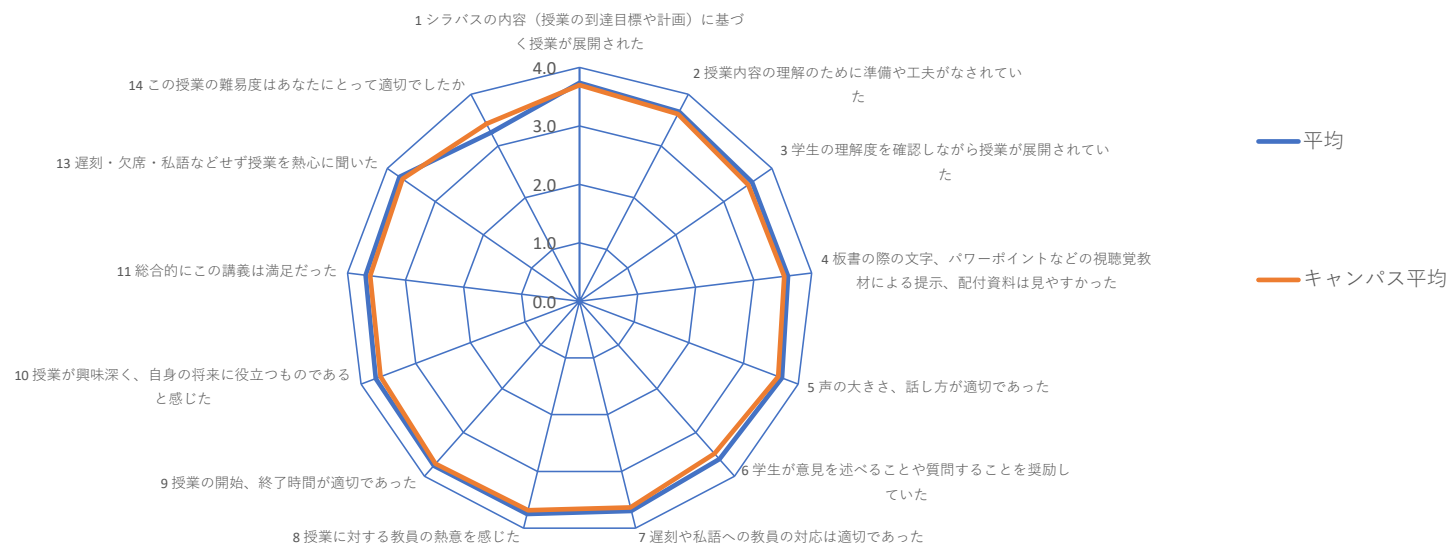 1 シラバスの内容（授業の到達目標や計画）に基づ
く授業が展開された
2 授業内容の理解のために準備や工夫がなされてい
た
3 学生の理解度を確認しながら授業が展開されてい
た
4 板書の際の文字、パワーポイントなどの視聴覚教
材による提示、配付資料は見やすかった
5 声の大きさ、話し方が適切であった
6 学生が意見を述べることや質問することを奨励し
ていた
7 遅刻や私語への教員の対応は適切であった
8 授業に対する教員の熱意を感じた
9 授業の開始、終了時間が適切であった
10 授業が興味深く、自身の将来に役立つものである
と感じた
11 総合的にこの講義は満足だった
13 遅刻・欠席・私語などせず授業を熱心に聞いた
14 この授業の難易度はあなたにとって適切でしたか
4.0
3.0
2.0
1.0
0.0
平均
キャンパス平均